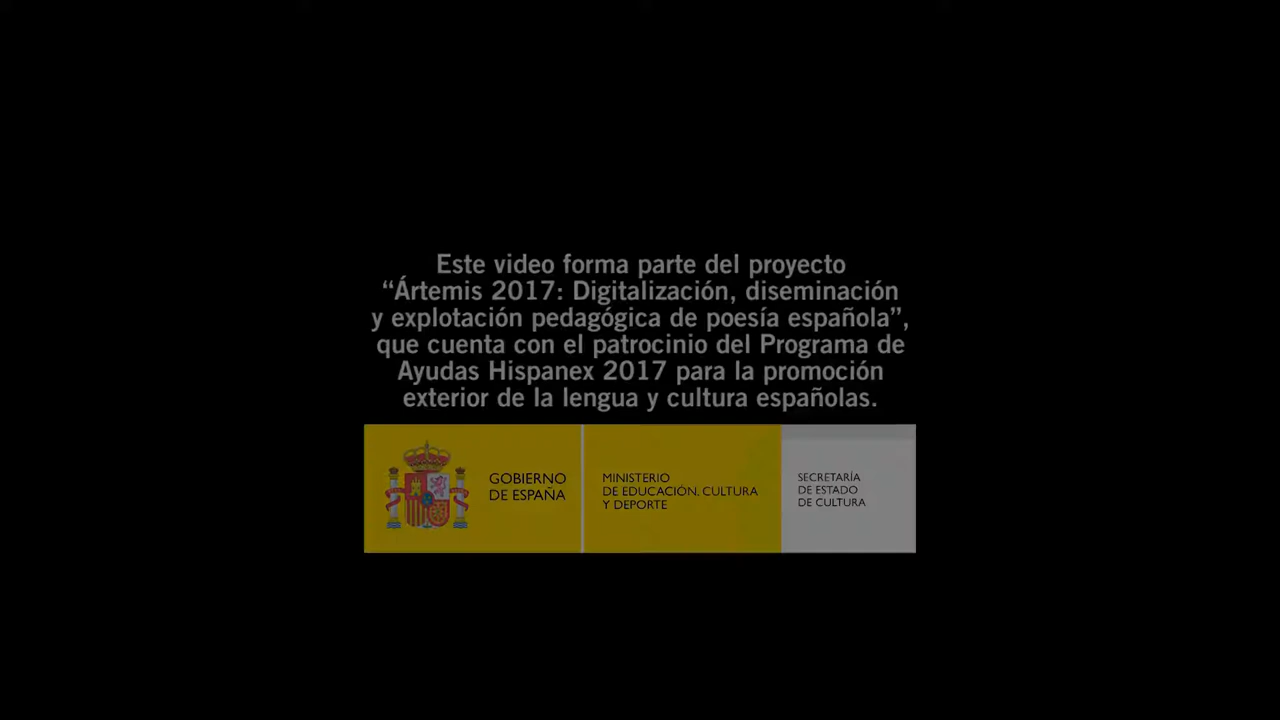 Este video forma parte del proyecto
“Ártemis 2017: Digitalización, diseminación
y explotación pedagógica de poesía española”,
que cuenta con el patrocinio del Programa de
Ayudas Hispanex 2017 para la promoción
exterior de la lengua y cultura españolas.
GOBIERNO
DE ESPAÑA
MINISTERIO
DE EDUCACIÓN, CULTURA
Y DEPORTE
SECRETARÍA
DE ESTADO
DE CULTURA